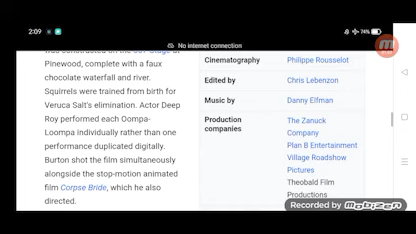 2:09
74%
No internet connection
was constructed on the 007 Stage at
Pinewood, complete with a faux
chocolate waterfall and river.
Squirrels were trained from birth for
Veruca Salt's elimination. Actor Deep
Roy performed each Oompa-
Loompa individually rather than one
performance duplicated digitally.
Burton shot the film simultaneously
alongside the stop-motion animated
film Corpse Bride, which he also
directed.
Cinematography Philippe Rousselot
Edited by Chris Lebenzon
Music by Danny Elfman
Production
companies
The Zanuck
Company
Plan B Entertainment
Village Roadshow
Pictures
Theobald Film
Productions
Recorded by
MOBIZEN